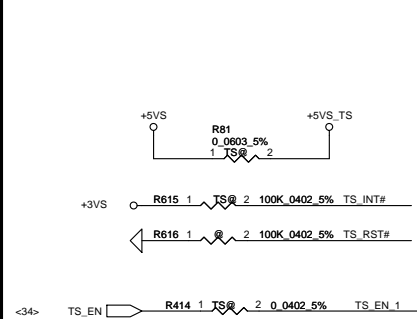 +5VS +5VS_TS
R81
0_0603_5%
1 TS@ 2
+3VS R615 1 TS@ 2 100K_0402_5% TS_INT#
R616 1 @ 2 100K_0402_5% TS_RST#
<34> TS_EN R414 1 TS@ 2 0_0402_5% TS_EN_1